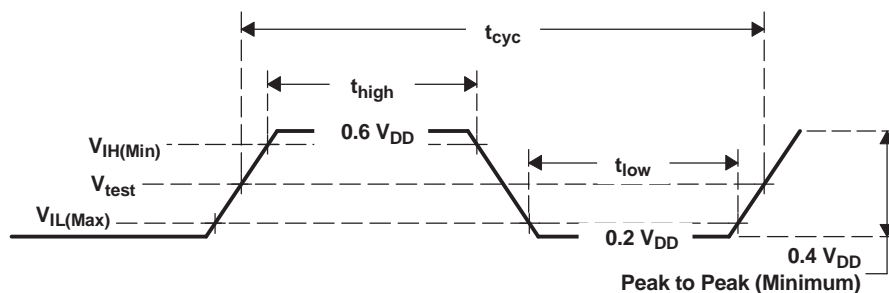 tcyc
thigh
VIH(Min)
0.6 VDD
tlow
Vtest
VIL(Max)
0.2 VDD
0.4 VDD
Peak to Peak (Minimum)